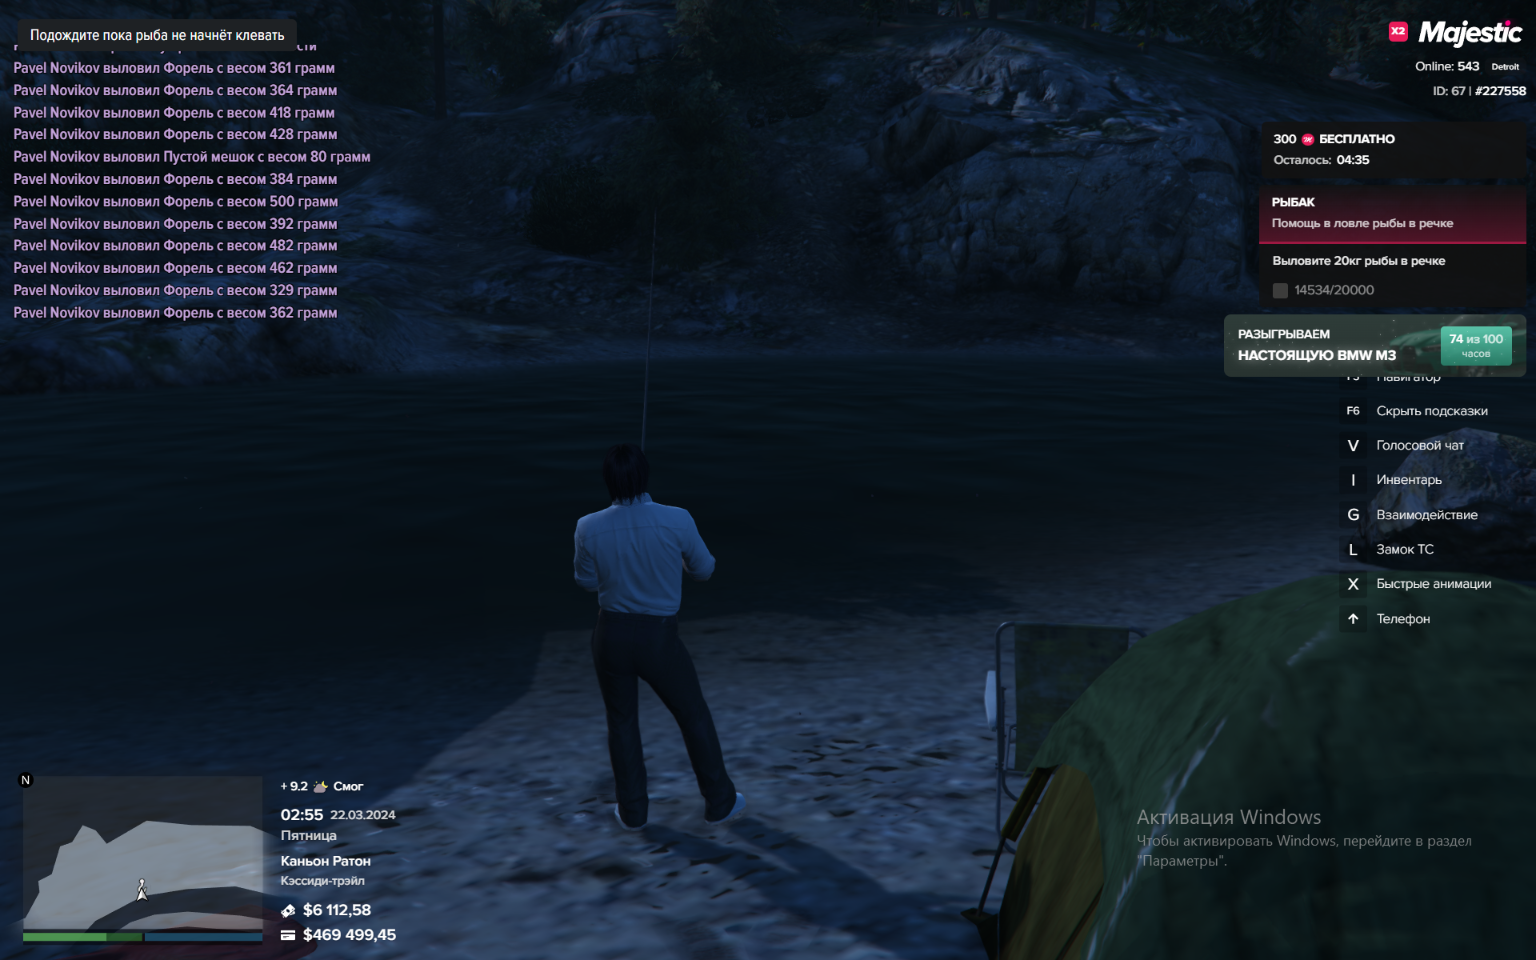 Подождите пока рыба не начнёт клевать
Pavel Novikov выловил Форель с весом 361 грамм
Pavel Novikov выловил Форель с весом 364 грамм
Pavel Novikov выловил Форель с весом 418 грамм
Pavel Novikov выловил Форель с весом 428 грамм
Pavel Novikov выловил Пустой мешок с весом 80 грамм
Pavel Novikov выловил Форель с весом 384 грамм
Pavel Novikov выловил Форель с весом 500 грамм
Pavel Novikov выловил Форель с весом 392 грамм
Pavel Novikov выловил Форель с весом 482 грамм
Pavel Novikov выловил Форель с весом 462 грамм
Pavel Novikov выловил Форель с весом 329 грамм
Pavel Novikov выловил Форель с весом 362 грамм
X2 Majestic
Online: 543 Detroit
ID: 67 | #227558
300 БЕСПЛАТНО
Осталось: 04:35
РЫБАК
Помощь в ловле рыбы в речке
Выловите 20кг рыбы в речке
14534/20000
РАЗЫГРЫВАЕМ
НАСТОЯЩУЮ BMW M3
74 из 100
часов
Навигатор
F6 Скрыть подсказки
V Голосовой чат
I Инвентарь
G Взаимодействие
L Замок ТС
X Быстрые анимации
↑ Телефон
N
+ 9.2 Смог
02:55 22.03.2024
Пятница
Каньон Ратон
Кэссиди-трэйл
$6 112,58
$469 499,45
Активация Windows
Чтобы активировать Windows, перейдите в раздел
"Параметры".